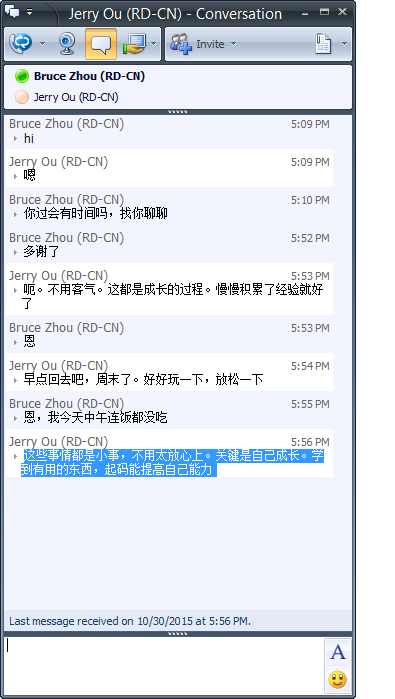 Jerry Ou (RD-CN) - Conversation
Invite
Bruce Zhou (RD-CN)
Jerry Ou (RD-CN)
Bruce Zhou (RD-CN) 5:09 PM
hi
Jerry Ou (RD-CN) 5:09 PM
嗯
Bruce Zhou (RD-CN) 5:10 PM
你过会有时间吗，找你聊聊
Bruce Zhou (RD-CN) 5:52 PM
多谢了
Jerry Ou (RD-CN) 5:53 PM
呃。不用客气。这都是成长的过程。慢慢积累了经验就好
了
Bruce Zhou (RD-CN) 5:53 PM
恩
Jerry Ou (RD-CN) 5:54 PM
早点回去吧，周末了。好好玩一下，放松一下
Bruce Zhou (RD-CN) 5:55 PM
恩，我今天中午连饭都没吃
Jerry Ou (RD-CN) 5:56 PM
这些事情都是小事，不用太放心上。关键是自己成长。学
到有用的东西，起码能提高自己能力
Last message received on 10/30/2015 at 5:56 PM.
A